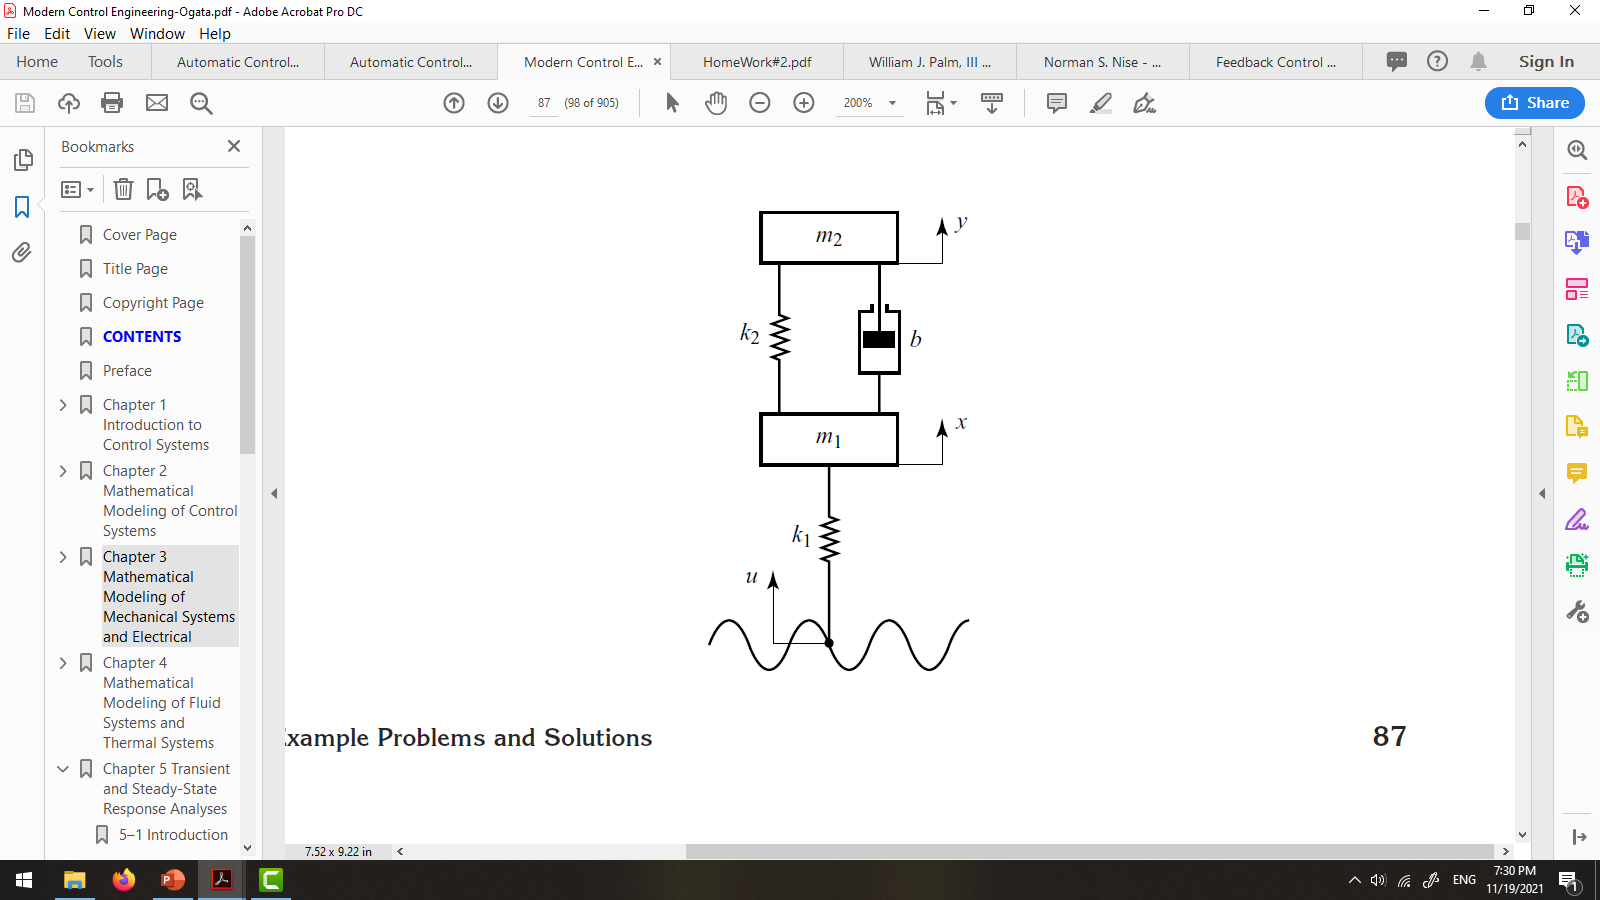 Modern Control Engineering-Ogata.pdf - Adobe Acrobat Pro DC
File Edit View Window Help
Home Tools Automatic Control... Automatic Control... Modern Control E... × HomeWork#2.pdf William J. Palm, III ... Norman S. Nise - ... Feedback Control ... Sign In
87 (98 of 905) 200% Share
Bookmarks
Cover Page
Title Page
Copyright Page
CONTENTS
Preface
Chapter 1
Introduction to
Control Systems
Chapter 2
Mathematical
Modeling of Control
Systems
Chapter 3
Mathematical
Modeling of
Mechanical Systems
and Electrical
Chapter 4
Mathematical
Modeling of Fluid
Systems and
Thermal Systems
Chapter 5 Transient
and Steady-State
Response Analyses
5–1 Introduction
m2
y
k2
b
m1
x
k1
u
Example Problems and Solutions 87
7.52 x 9.22 in
ENG
7:30 PM
11/19/2021
1